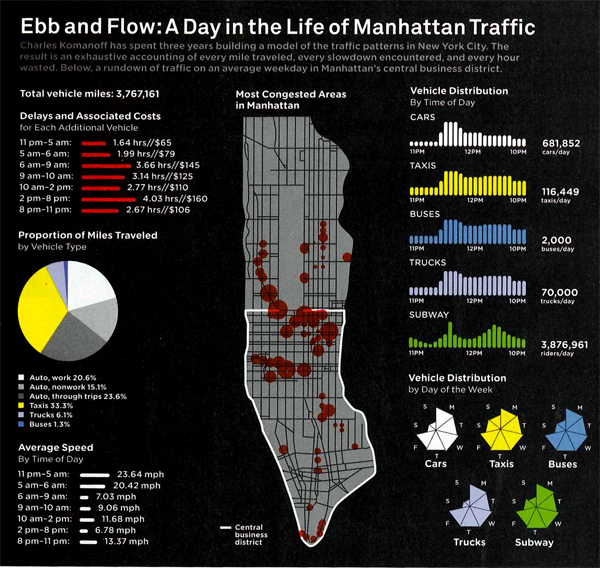 Ebb and Flow: A Day in the Life of Manhattan Traffic
Charles Komanoff has spent three years building a model of the traffic patterns in New York City. The
result is an exhaustive accounting of every mile traveled, every slowdown encountered, and every hour
wasted. Below, a rundown of traffic on an average weekday in Manhattan's central business district.
Total vehicle miles: 3,767,161
Delays and Associated Costs
for Each Additional Vehicle
11 pm–5 am: 1.64 hrs//$65
5 am–6 am: 1.99 hrs//$79
6 am–9 am: 3.66 hrs//$145
9 am–10 am: 3.14 hrs//$125
10 am–2 pm: 2.77 hrs//$110
2 pm–8 pm: 4.03 hrs//$160
8 pm–11 pm: 2.67 hrs//$106
Proportion of Miles Traveled
by Vehicle Type
Auto, work 20.6%
Auto, nonwork 15.1%
Auto, through trips 23.6%
Taxis 33.3%
Trucks 6.1%
Buses 1.3%
Average Speed
By Time of Day
11 pm–5 am: 23.64 mph
5 am–6 am: 20.42 mph
6 am–9 am: 7.03 mph
9 am–10 am: 9.06 mph
10 am–2 pm: 11.68 mph
2 pm–8 pm: 6.78 mph
8 pm–11 pm: 13.37 mph
Most Congested Areas
in Manhattan
Central
business
district
Vehicle Distribution
By Time of Day
CARS
11PM 12PM 10PM
681,852
cars/day
TAXIS
11PM 12PM 10PM
116,449
taxis/day
BUSES
11PM 12PM 10PM
2,000
buses/day
TRUCKS
11PM 12PM 10PM
70,000
trucks/day
SUBWAY
11PM 12PM 10PM
3,876,961
riders/day
Vehicle Distribution
by Day of the Week
S M T W T F S
Cars
S M T W T F S
Taxis
S M T W T F S
Buses
S M T W T F S
Trucks
S M T W T F S
Subway